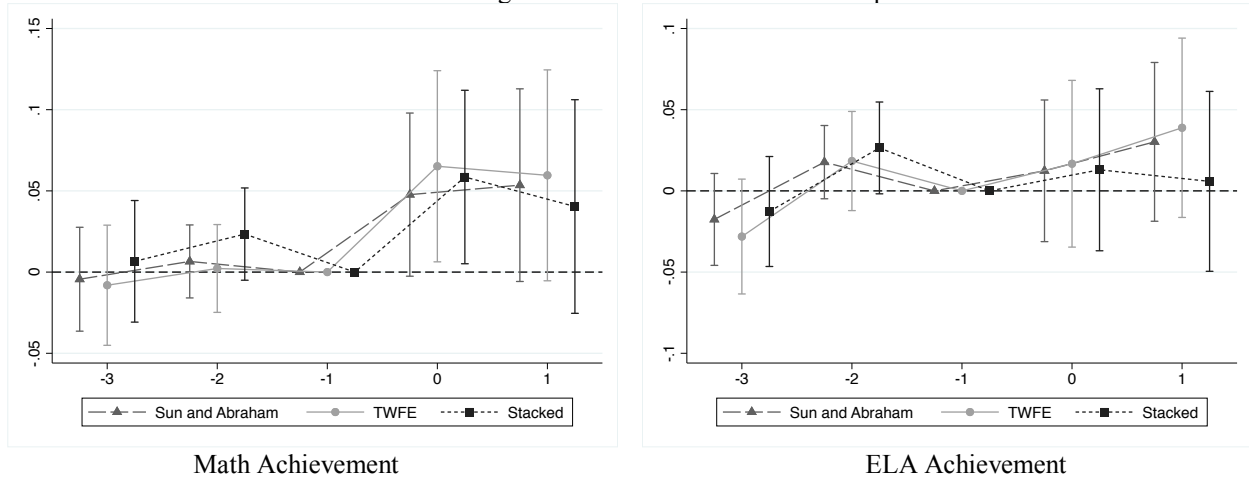 .15
.1
.05
0
-.05
-3 -2 -1 0 1
Sun and Abraham TWFE Stacked
Math Achievement
.1
.05
0
-.05
-.1
-3 -2 -1 0 1
Sun and Abraham TWFE Stacked
ELA Achievement